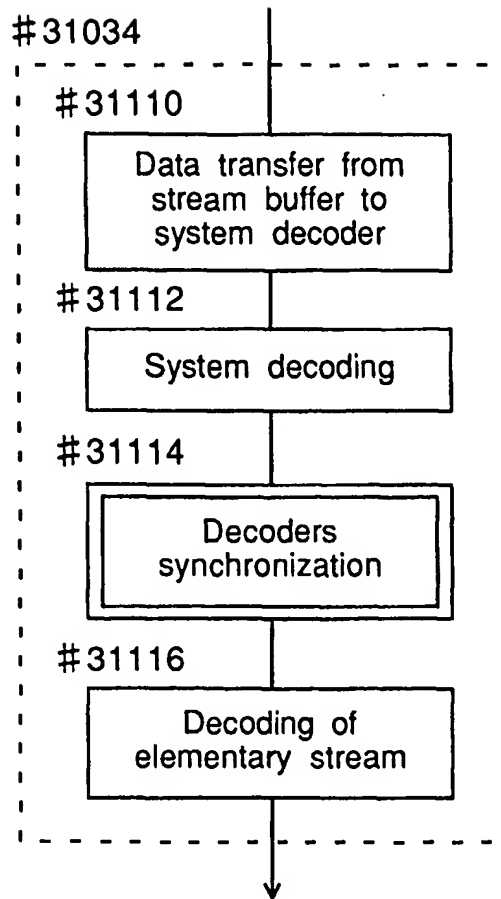 #31034
#31110
Data transfer from
stream buffer to
system decoder
#31112
System decoding
#31114
Decoders
synchronization
#31116
Decoding of
elementary stream